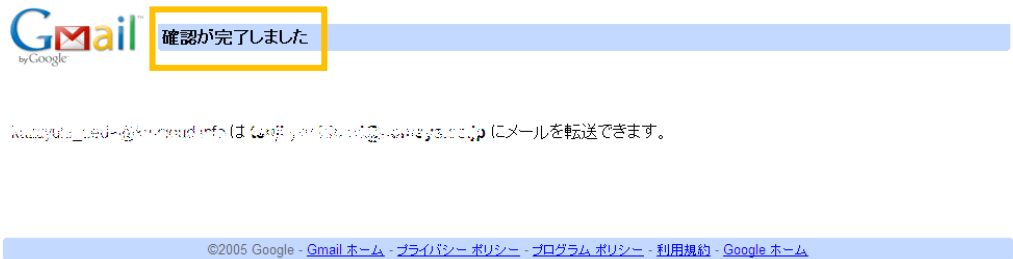 Gmail
by Google
確認が完了しました
は にメールを転送できます。
©2005 Google - Gmail ホーム - プライバシー ポリシー - プログラム ポリシー - 利用規約 - Google ホーム